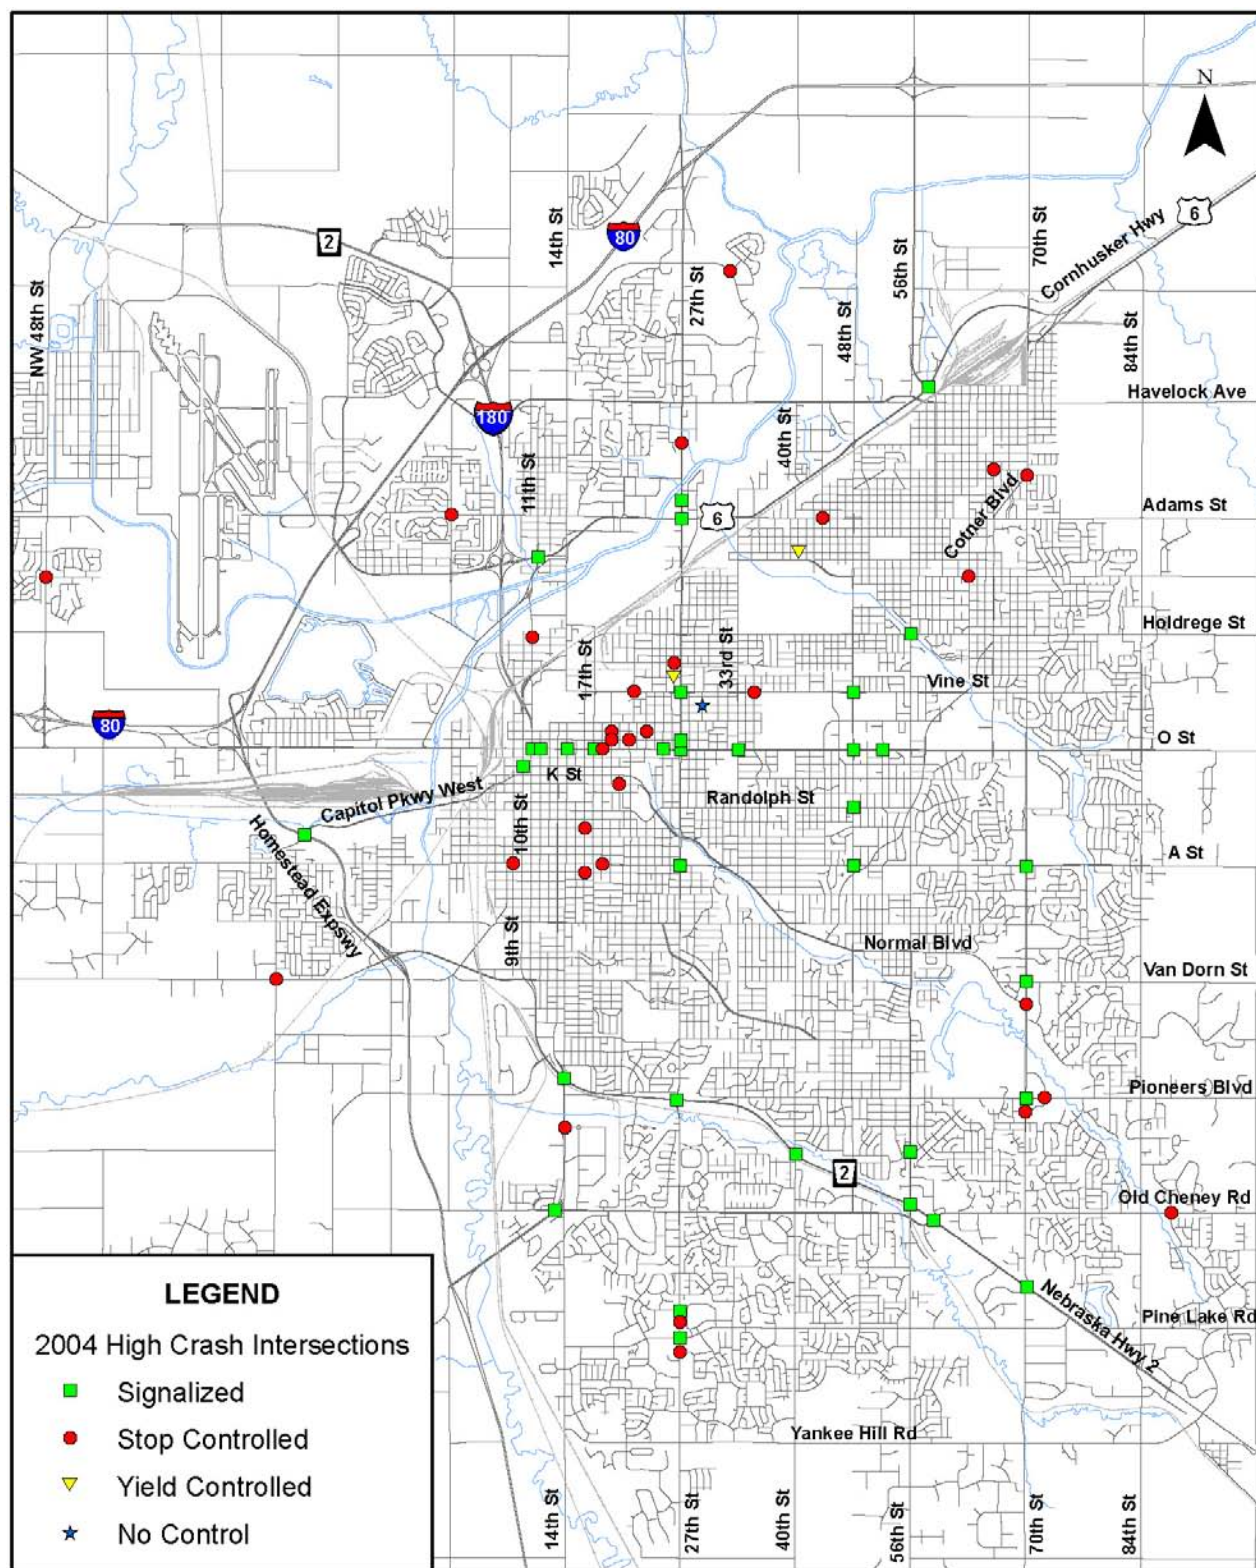 N
6
Cornhusker Hwy
2
80
14th St
27th St
56th St
70th St
48th St
84th St
NW 48th St
Havelock Ave
180
40th St
11th St
Cotner Blvd
Adams St
6
Holdrege St
17th St
33rd St
Vine St
80
O St
K St
Capitol Pkwy West
Randolph St
10th St
A St
Homestead Expswy
Normal Blvd
9th St
Van Dorn St
Pioneers Blvd
2
Old Cheney Rd
Nebraska Hwy 2
Pine Lake Rd
Yankee Hill Rd
14th St
27th St
40th St
56th St
70th St
84th St
LEGEND
2004 High Crash Intersections
Signalized
Stop Controlled
Yield Controlled
No Control